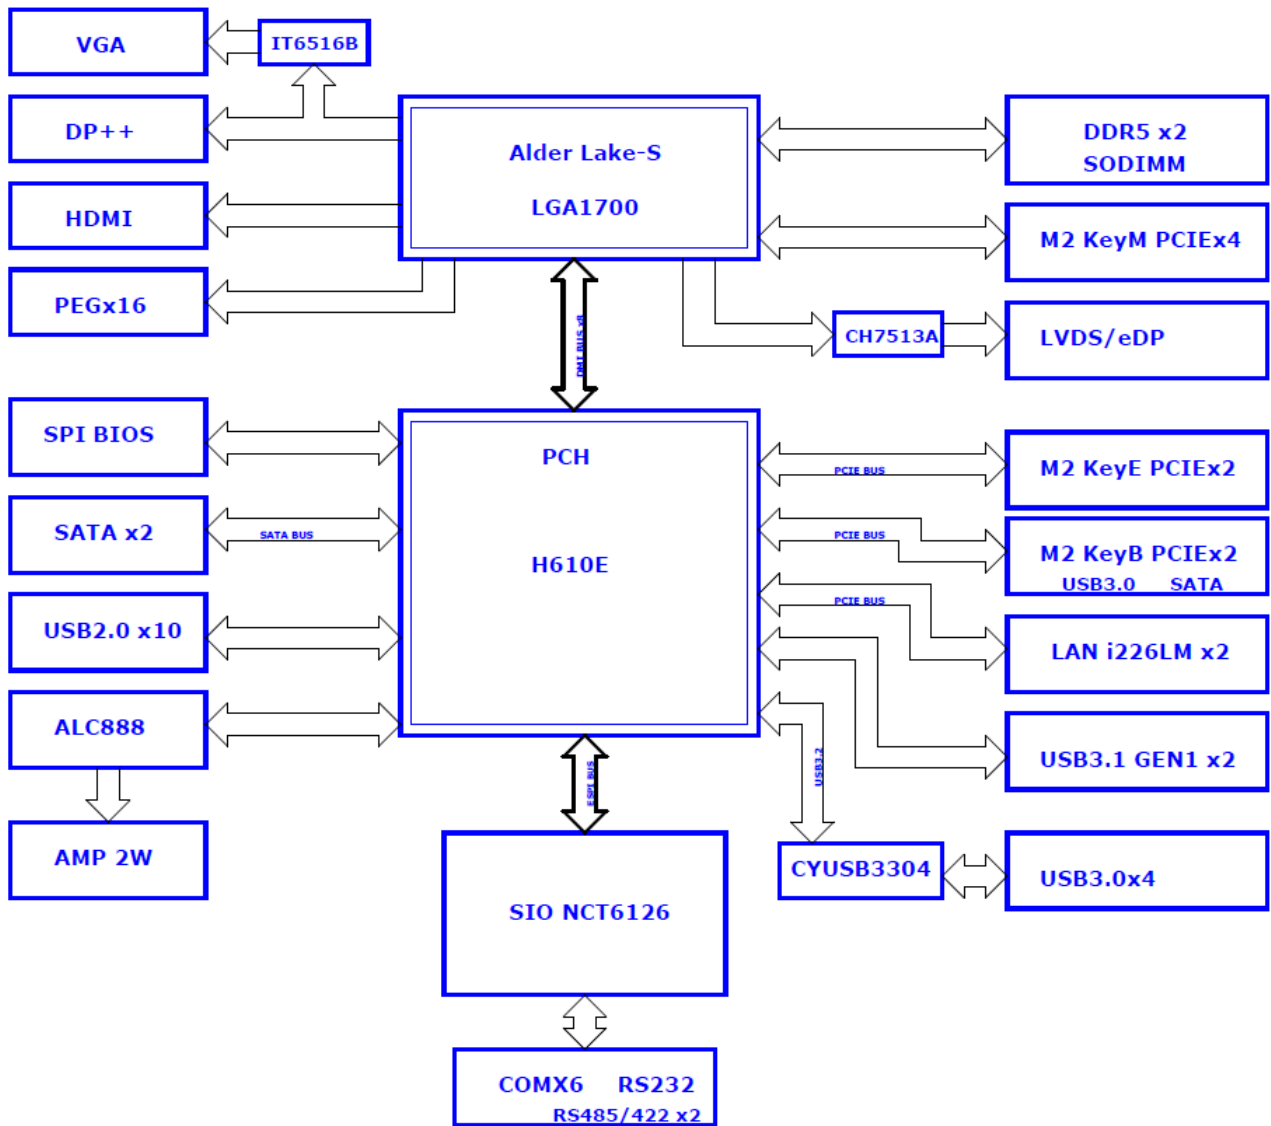 VGA
IT6516B
DP++
HDMI
PEGx16
Alder Lake-S
LGA1700
DDR5 x2
SODIMM
M2 KeyM PCIEx4
CH7513A
LVDS/eDP
DMI BUS x8
SPI BIOS
SATA x2
SATA BUS
USB2.0 x10
ALC888
AMP 2W
PCH
H610E
PCIE BUS
M2 KeyE PCIEx2
PCIE BUS
M2 KeyB PCIEx2
USB3.0 SATA
PCIE BUS
LAN i226LM x2
USB3.1 GEN1 x2
USB3.2
CYUSB3304
USB3.0x4
ESPI BUS
SIO NCT6126
COMX6 RS232
RS485/422 x2